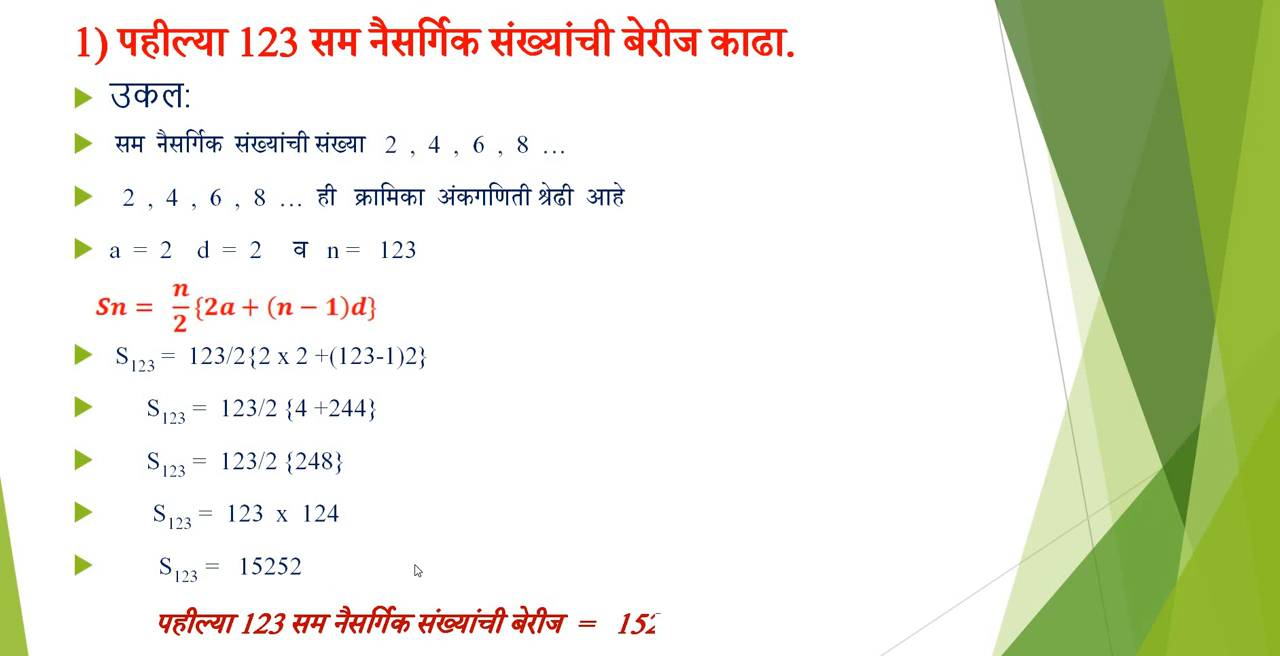 1) पहील्या 123 सम नैसर्गिक संख्यांची बेरीज काढा.
उकल:
सम नैसर्गिक संख्यांची संख्या 2 , 4 , 6 , 8 ...
2 , 4 , 6 , 8 ... ही क्रामिका अंकगणिती श्रेढी आहे
a = 2 d = 2 व n = 123
Sn = n/2 {2a + (n − 1)d}
S₁₂₃ = 123/2{2 x 2 +(123-1)2}
S₁₂₃ = 123/2 {4 +244}
S₁₂₃ = 123/2 {248}
S₁₂₃ = 123 x 124
S₁₂₃ = 15252
पहील्या 123 सम नैसर्गिक संख्यांची बेरीज =